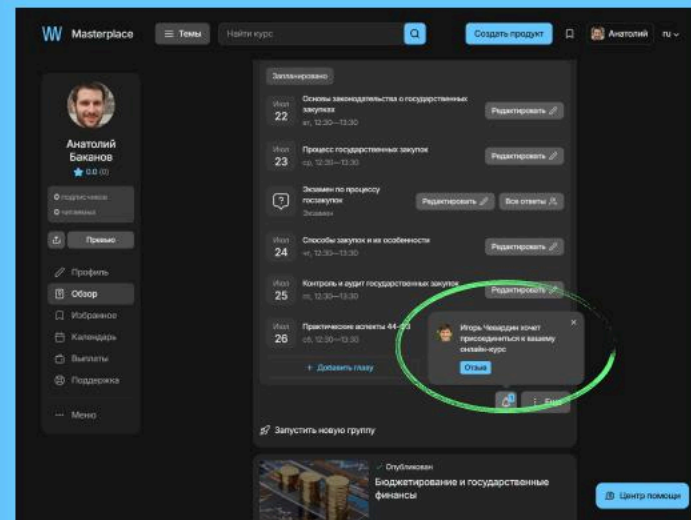 Masterplace
Темы
Найти курс
Создать продукт
Анатолий
ru
Анатолий
Баканов
0.0 (0)
0 подписчиков
0 читаемых
Превью
Профиль
Обзор
Избранное
Календарь
Выплаты
Поддержка
Меню
Запланировано
Июл
22
Основы законодательства о государственных
закупках
вт, 12:30—13:30
Редактировать
Июл
23
Процесс государственных закупок
ср, 12:30—13:30
Редактировать
Экзамен по процессу
госзакупок
Экзамен
Редактировать
Все ответы
Июл
24
Способы закупок и их особенности
чт, 12:30—13:30
Редактировать
Июл
25
Контроль и аудит государственных закупок
пт, 12:30—13:30
Редактировать
Июл
26
Практические аспекты 44-ФЗ
сб, 12:30—13:30
+ Добавить главу
Игорь Чевардин хочет
присоединиться к вашему
онлайн-курс
Отзыв
1
Еще
Запустить новую группу
Опубликован
Бюджетирование и государственные
финансы
Центр помощи